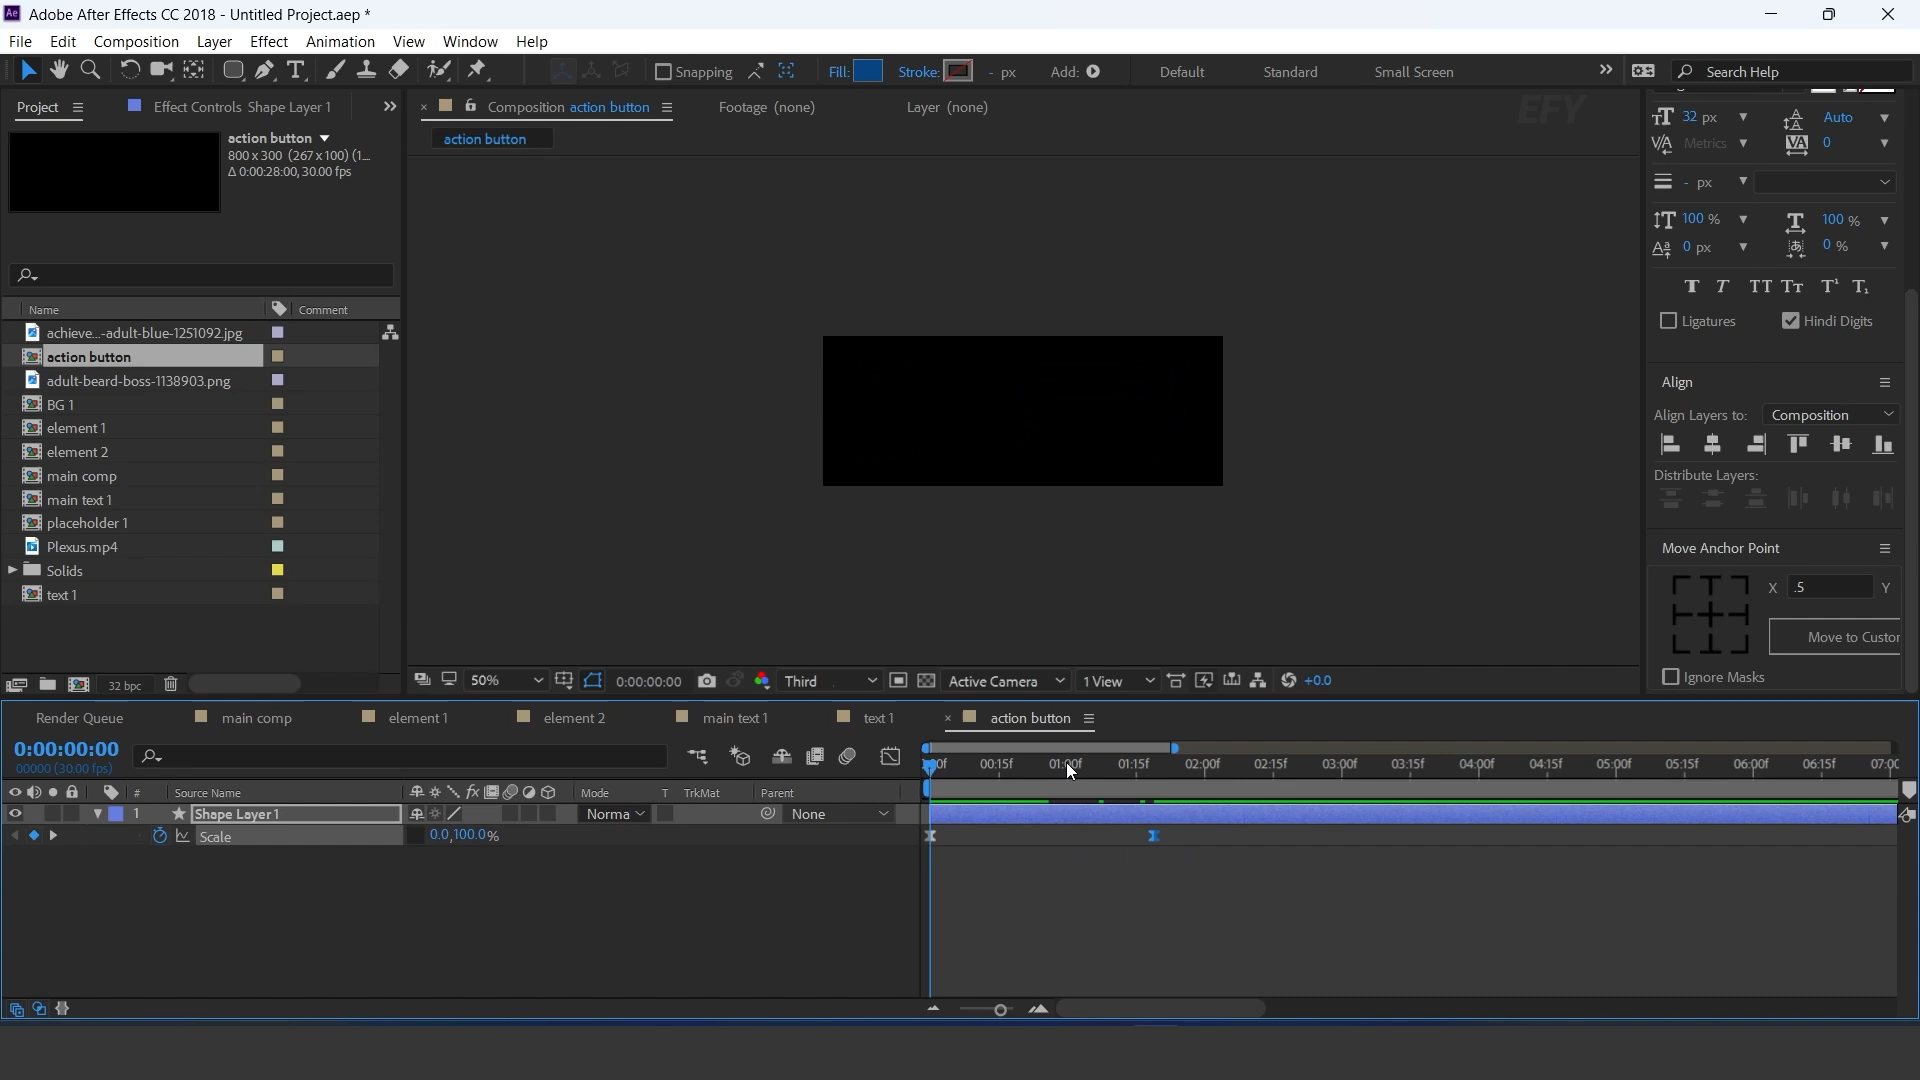 Adobe After Effects CC 2018 - Untitled Project.aep *
File Edit Composition Layer Effect Animation View Window Help
Snapping Fill: Stroke: - px Add: Default Standard Small Screen Search Help
Project Effect Controls Shape Layer 1
Composition action button Footage (none) Layer (none) EFY
action button
action button
800 x 300 (267 x 100) (1...
Δ 0:00:28:00, 30.00 fps
32 px Auto
Metrics 0
- px
100 % 100 %
0 px 0 %
T T TT Tт T¹ T₁
Ligatures Hindi Digits
Name Comment
achieve...-adult-blue-1251092.jpg
action button
adult-beard-boss-1138903.png
BG 1
element 1
element 2
main comp
main text 1
placeholder 1
Plexus.mp4
Solids
text 1
32 bpc
Align
Align Layers to: Composition
Distribute Layers:
Move Anchor Point
X .5 Y
Move to Custor
Ignore Masks
50% 0:00:00:00 Third Active Camera 1 View +0.0
Render Queue main comp element 1 element 2 main text 1 text 1 action button
0:00:00:00
00000 (30.00 fps)
00f 00:15f 01:00f 01:15f 02:00f 02:15f 03:00f 03:15f 04:00f 04:15f 05:00f 05:15f 06:00f 06:15f 07:00
# Source Name fx Mode T TrkMat Parent
1 Shape Layer 1 Norma None
Scale 0.0,100.0%